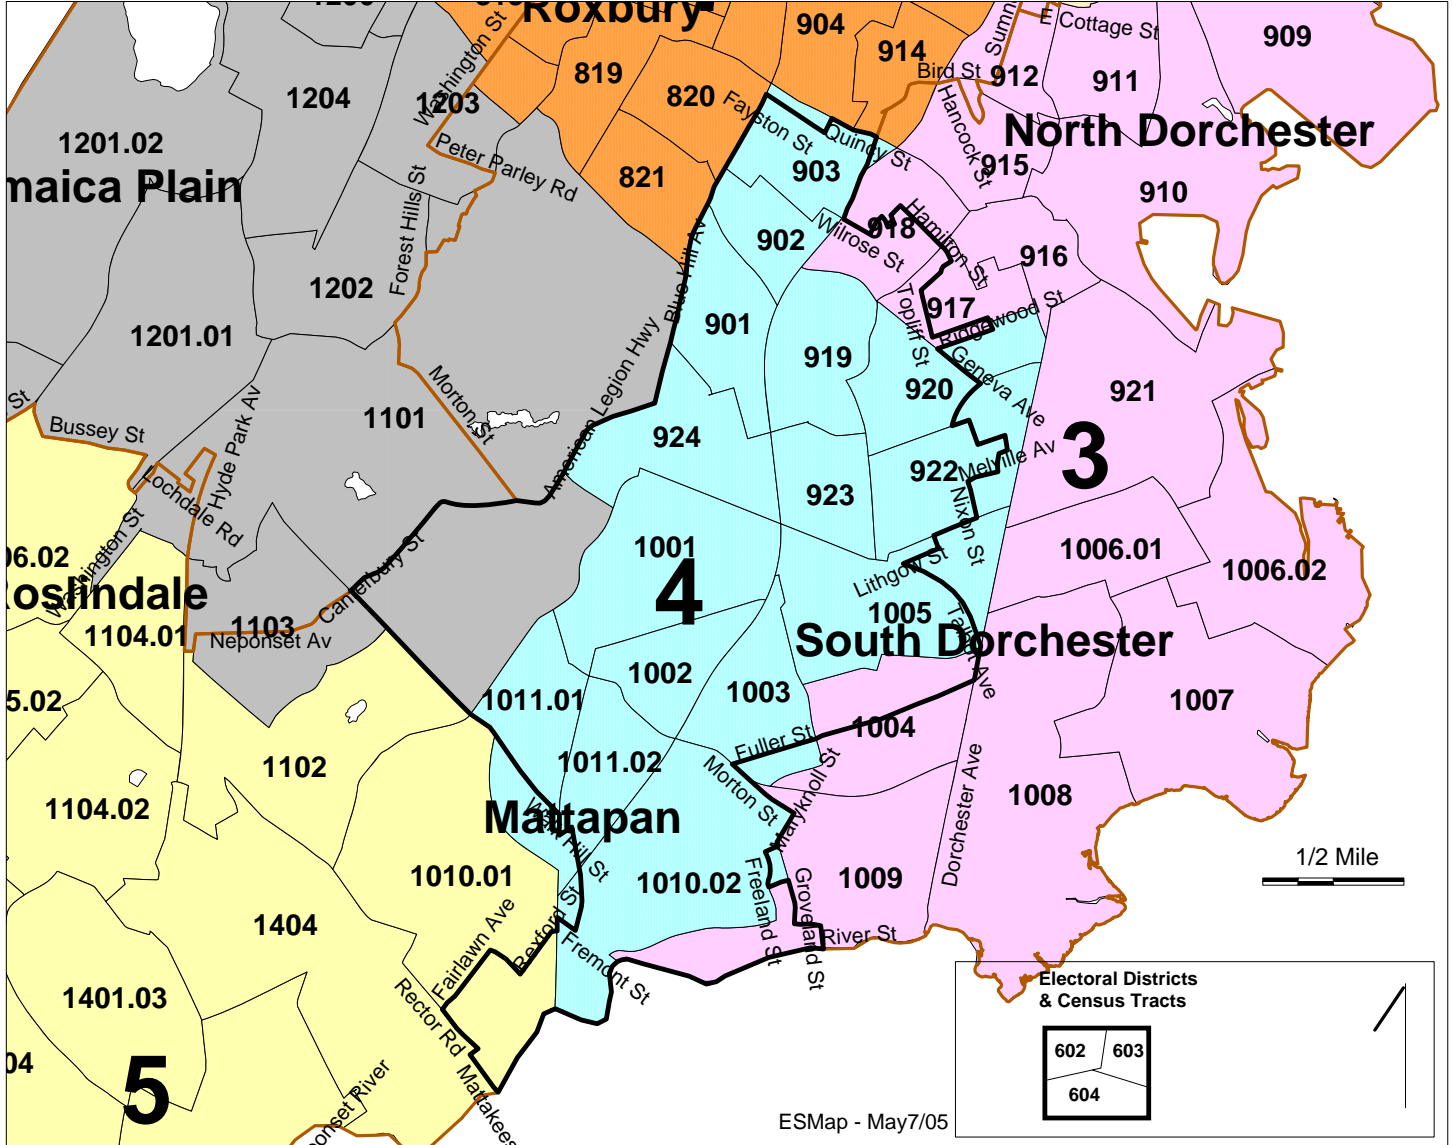 Roxbury
904
E Cottage St
909
1204
Washington St
819
914
Bird St
912
911
1203
820
Fayston St
Hancock St
North Dorchester
1201.02
Peter Parley Rd
Quincy St
maica Plain
821
903
915
910
Forest Hills St
902
Wilrose St
918
Hamilton St
916
1202
Blue Hill Av
Topliff St
917
Ridgewood St
1201.01
901
919
Geneva Ave
920
921
St
Bussey St
Hyde Park Av
1101
Morton St
American Legion Hwy
924
3
Lochdale Rd
923
922
Melville Av
Nixon St
06.02
Washington St
Canterbury St
1001
4
1006.01
1006.02
Roslindale
1104.01
1103
Neponset Av
Lithgow St
1005
Talbot Ave
South Dorchester
5.02
1011.01
1002
1003
1007
1004
1102
1011.02
Fuller St
1104.02
Mattapan
Morton St
Maryknoll St
Dorchester Ave
1008
Hill St
1/2 Mile
1010.01
1010.02
Freeland St
Groveland St
1009
1404
Fairlawn Ave
Rexford St
Fremont St
River St
1401.03
Rector Rd
04
5
Mattakees
ponset River
ESMap - May7/05
Electoral Districts
& Census Tracts
602
603
604